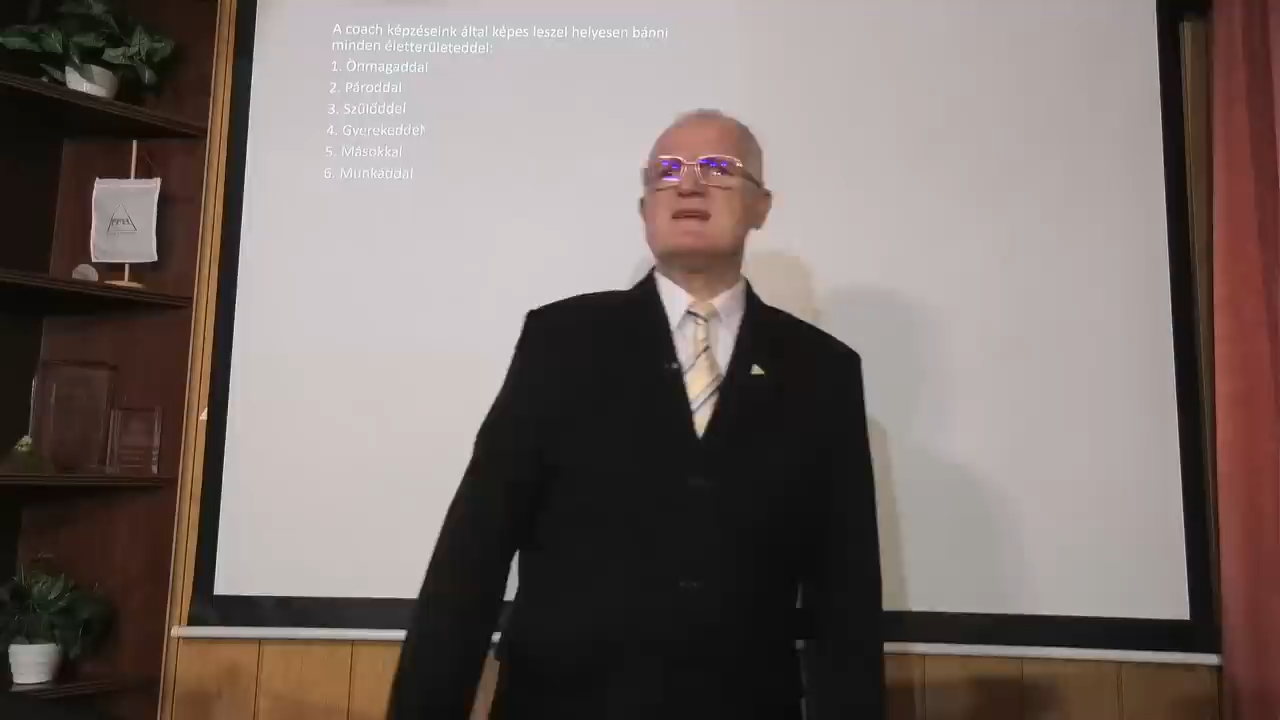 A coach képzéseink által képes leszel helyesen bánni
minden életterületeddel:
1. Önmagaddal
2. Pároddal
3. Szülőddel
4. Gyerekeddel
5. Másokkal
6. Munkáddal